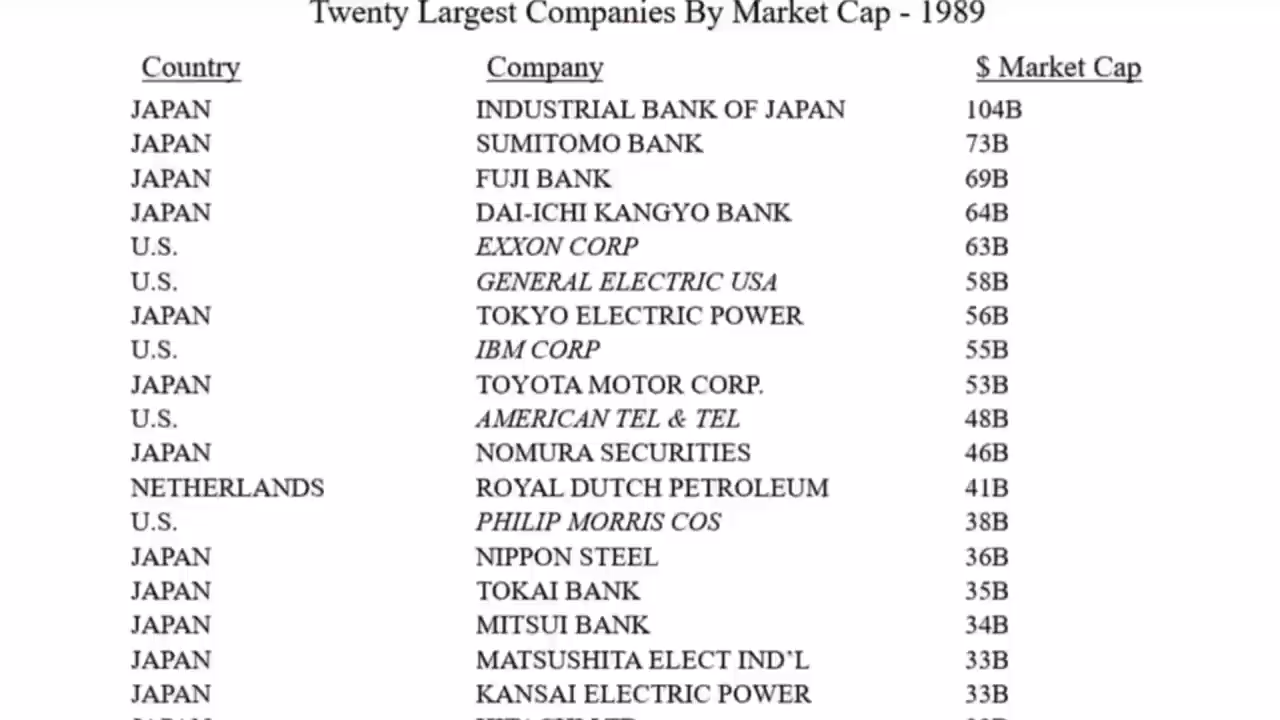 Twenty Largest Companies By Market Cap - 1989
Country Company $ Market Cap
JAPAN INDUSTRIAL BANK OF JAPAN 104B
JAPAN SUMITOMO BANK 73B
JAPAN FUJI BANK 69B
JAPAN DAI-ICHI KANGYO BANK 64B
U.S. EXXON CORP 63B
U.S. GENERAL ELECTRIC USA 58B
JAPAN TOKYO ELECTRIC POWER 56B
U.S. IBM CORP 55B
JAPAN TOYOTA MOTOR CORP. 53B
U.S. AMERICAN TEL & TEL 48B
JAPAN NOMURA SECURITIES 46B
NETHERLANDS ROYAL DUTCH PETROLEUM 41B
U.S. PHILIP MORRIS COS 38B
JAPAN NIPPON STEEL 36B
JAPAN TOKAI BANK 35B
JAPAN MITSUI BANK 34B
JAPAN MATSUSHITA ELECT IND'L 33B
JAPAN KANSAI ELECTRIC POWER 33B